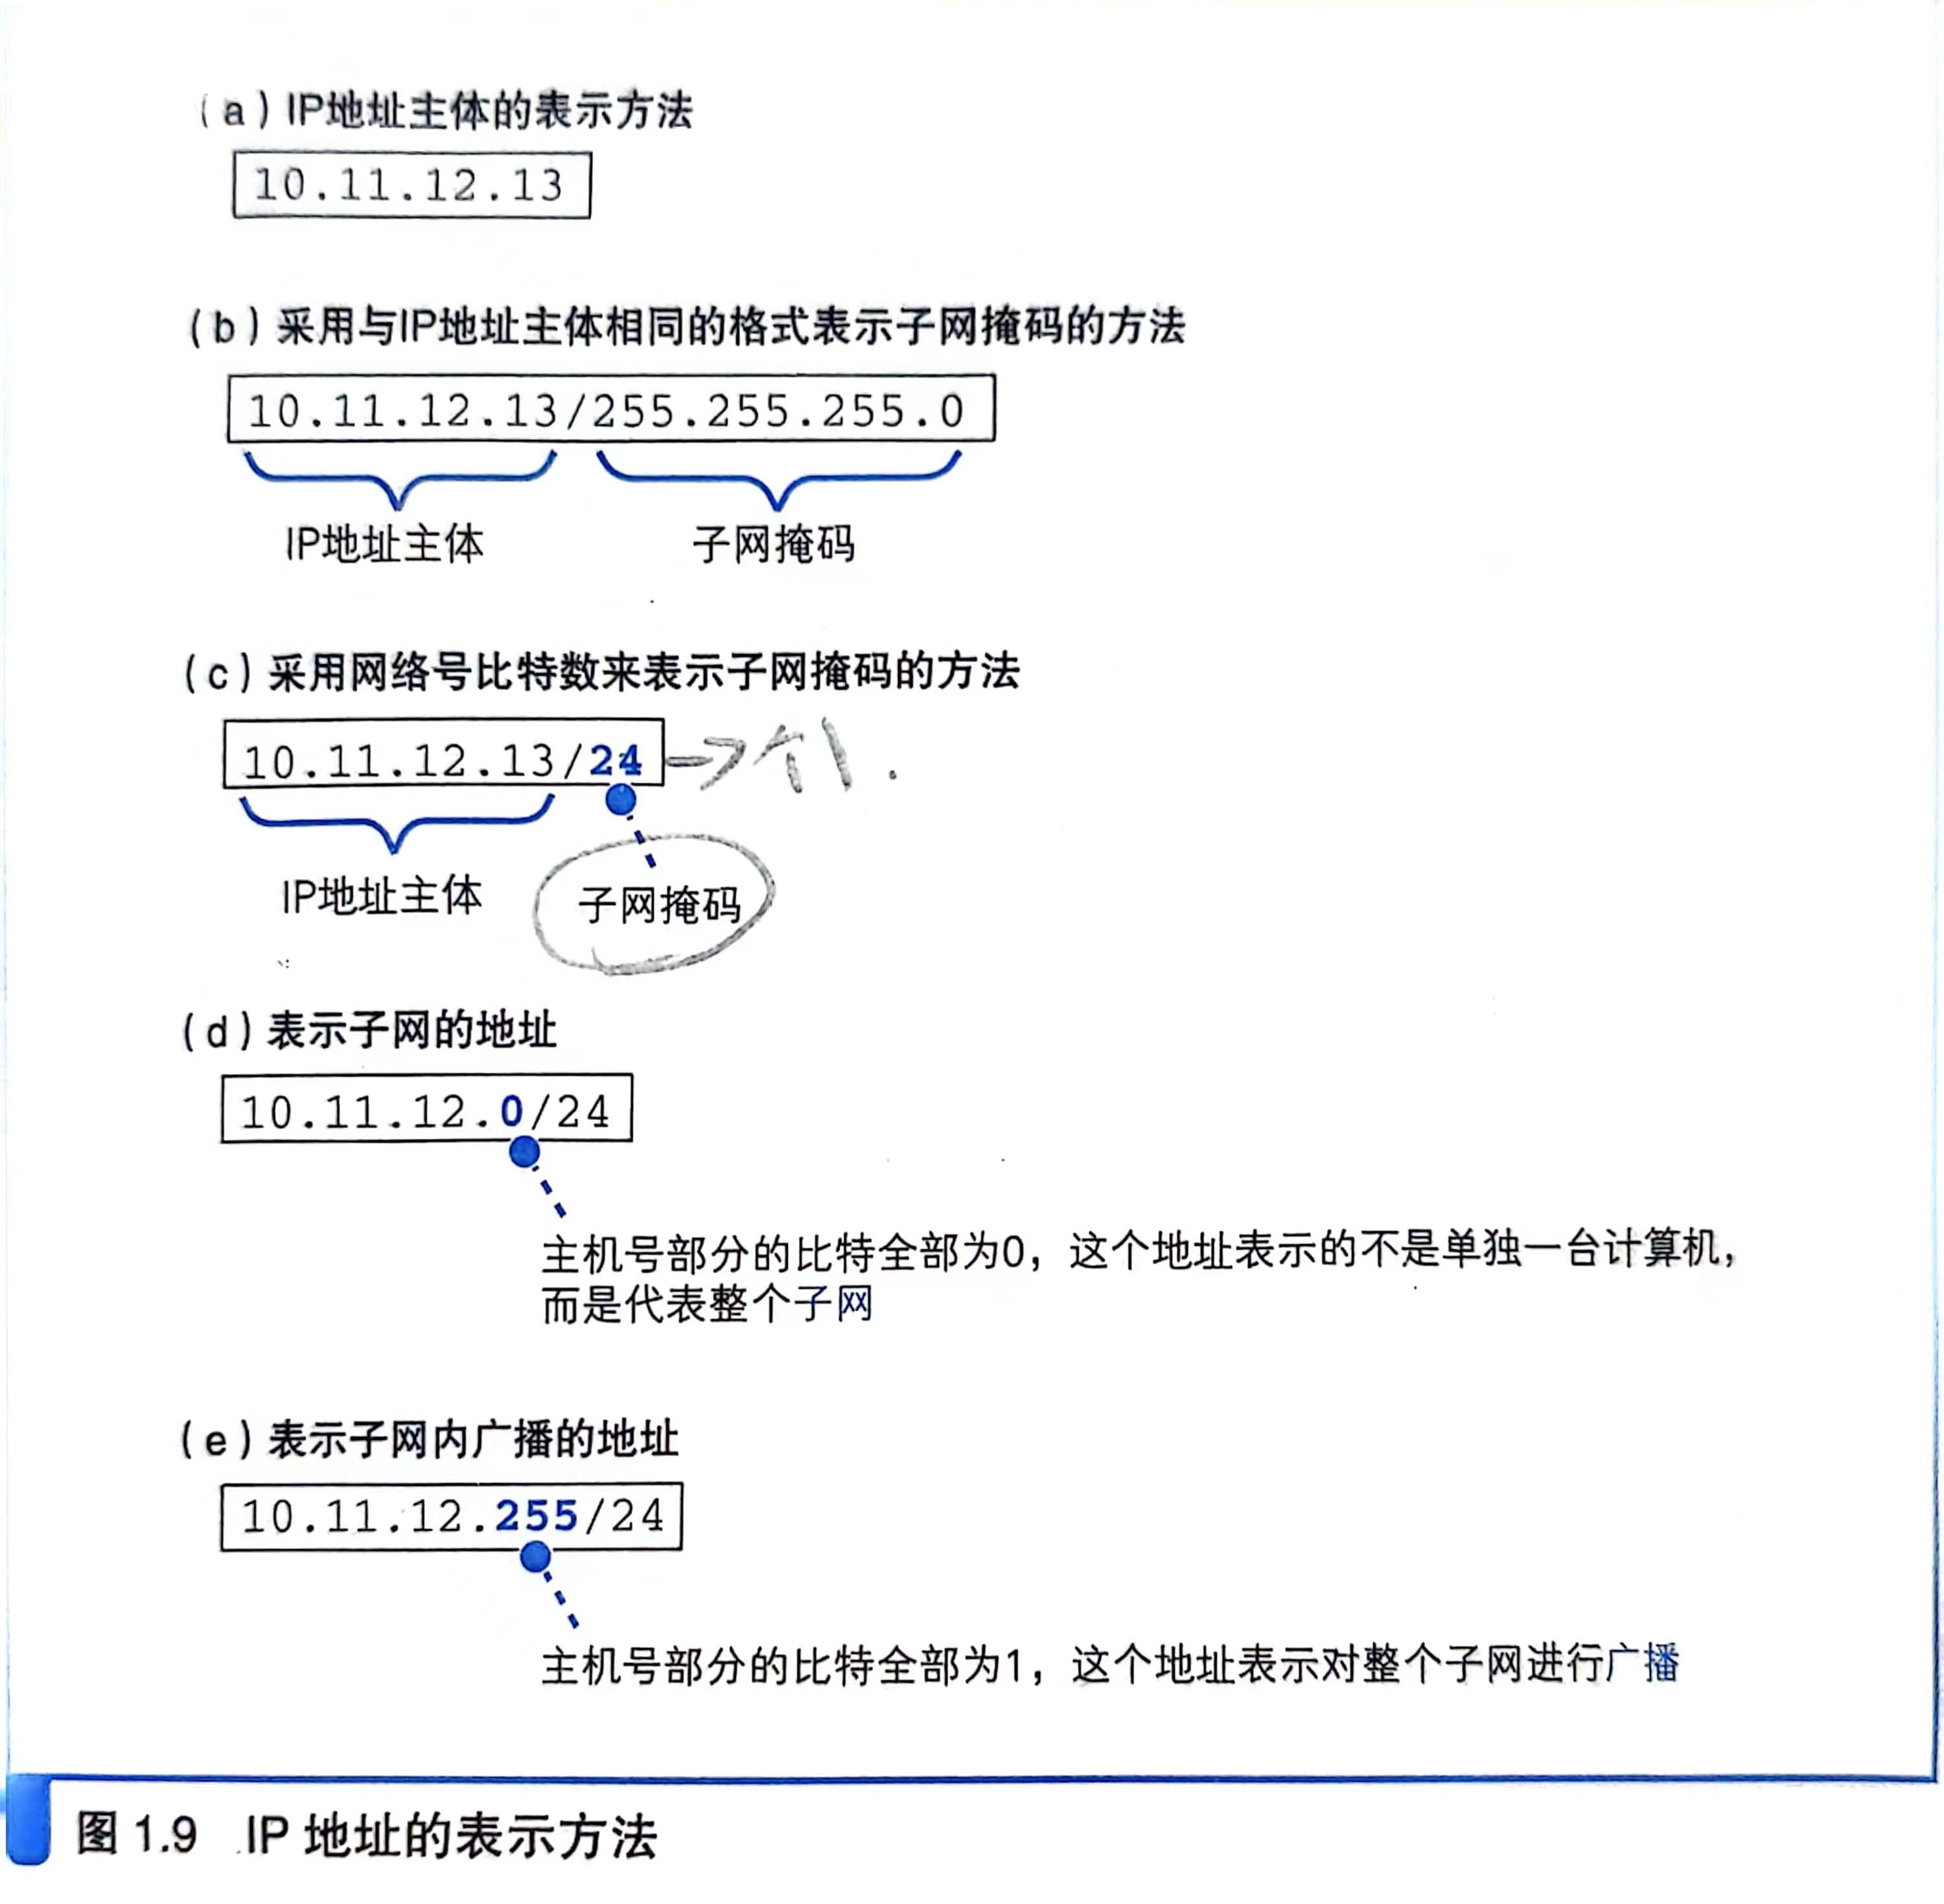 (a)IP地址主体的表示方法
10.11.12.13
(b)采用与IP地址主体相同的格式表示子网掩码的方法
10.11.12.13/255.255.255.0
IP地址主体 子网掩码
(c)采用网络号比特数来表示子网掩码的方法
10.11.12.13/24 →个1.
IP地址主体 子网掩码
(d)表示子网的地址
10.11.12.0/24
主机号部分的比特全部为0，这个地址表示的不是单独一台计算机，
而是代表整个子网
(e)表示子网内广播的地址
10.11.12.255/24
主机号部分的比特全部为1，这个地址表示对整个子网进行广播
图1.9 IP地址的表示方法